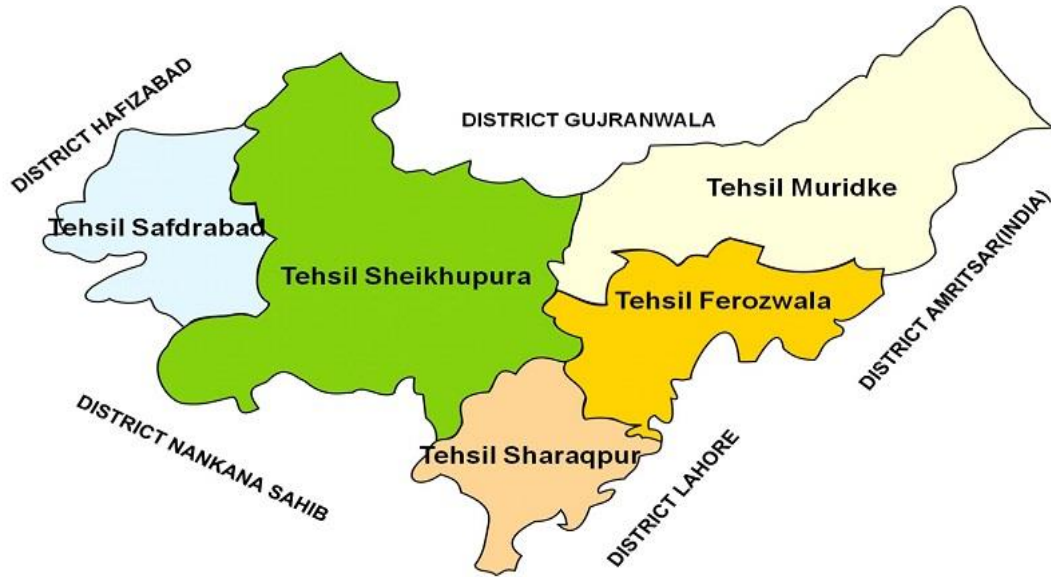 DISTRICT HAFIZABAD
DISTRICT GUJRANWALA
Tehsil Muridke
Tehsil Safdrabad
Tehsil Sheikhupura
Tehsil Ferozwala
DISTRICT AMRITSAR(INDIA)
DISTRICT NANKANA SAHIB
Tehsil Sharaqpur
DISTRICT LAHORE